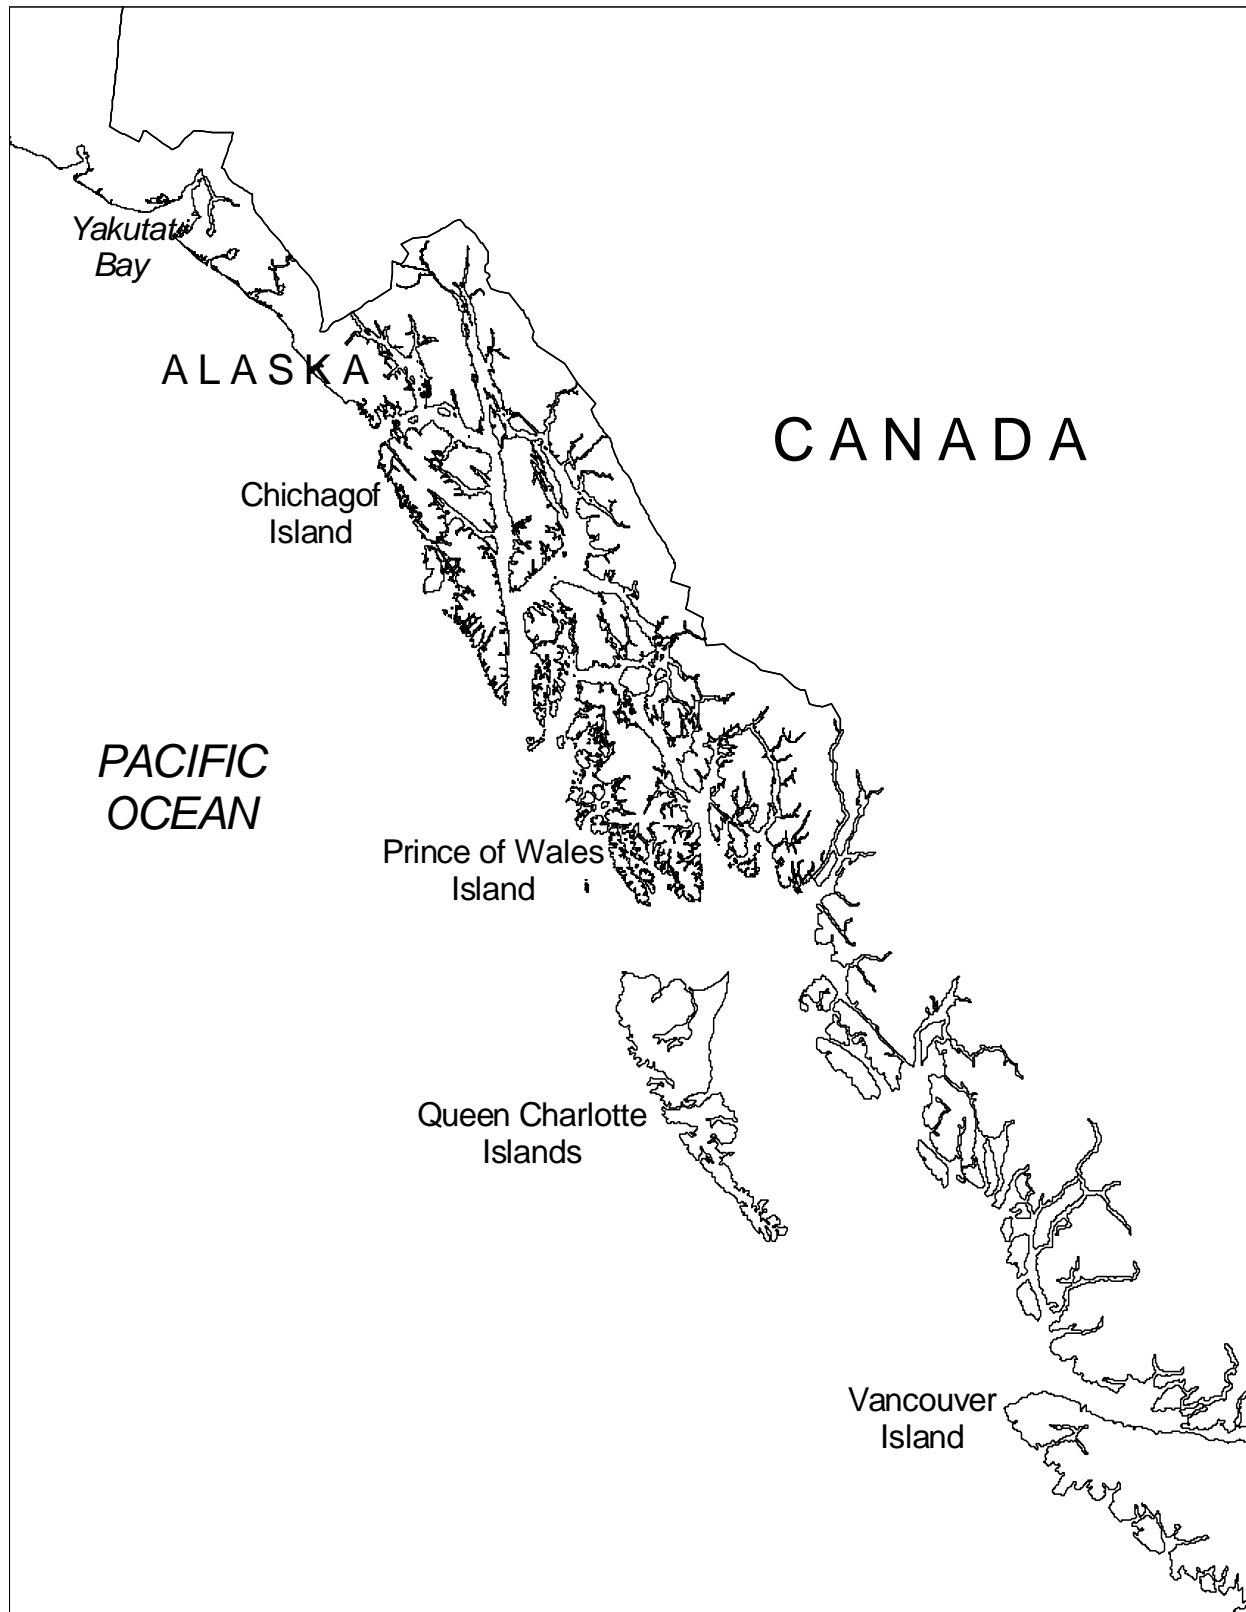 Yakutat
Bay
ALASKA
CANADA
Chichagof
Island
PACIFIC
OCEAN
Prince of Wales
Island
Queen Charlotte
Islands
Vancouver
Island